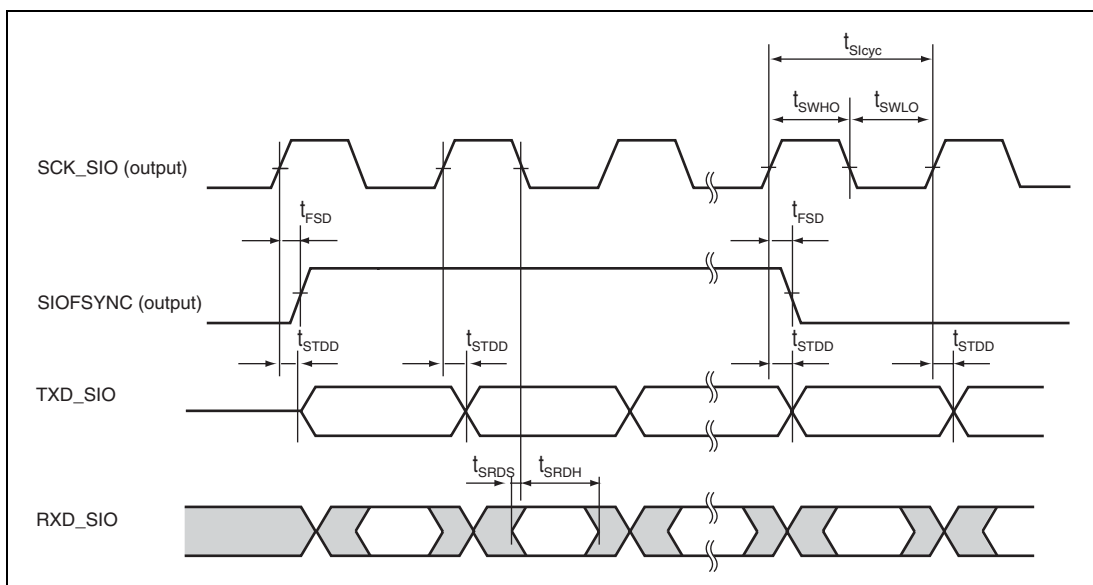 tSIcyc
tSWHO tSWLO
SCK_SIO (output)
tFSD tFSD
SIOFSYNC (output)
tSTDD tSTDD tSTDD tSTDD
TXD_SIO
tSRDS tSRDH
RXD_SIO